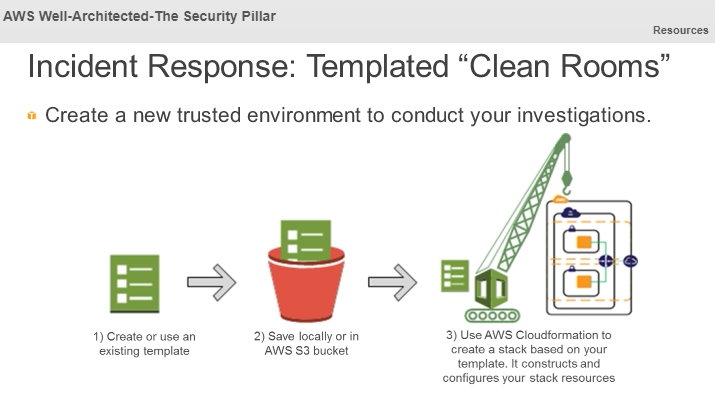 AWS Well-Architected-The Security Pillar
Resources
Incident Response: Templated “Clean Rooms”
Create a new trusted environment to conduct your investigations.
1) Create or use an
existing template
2) Save locally or in
AWS S3 bucket
3) Use AWS Cloudformation to
create a stack based on your
template. It constructs and
configures your stack resources